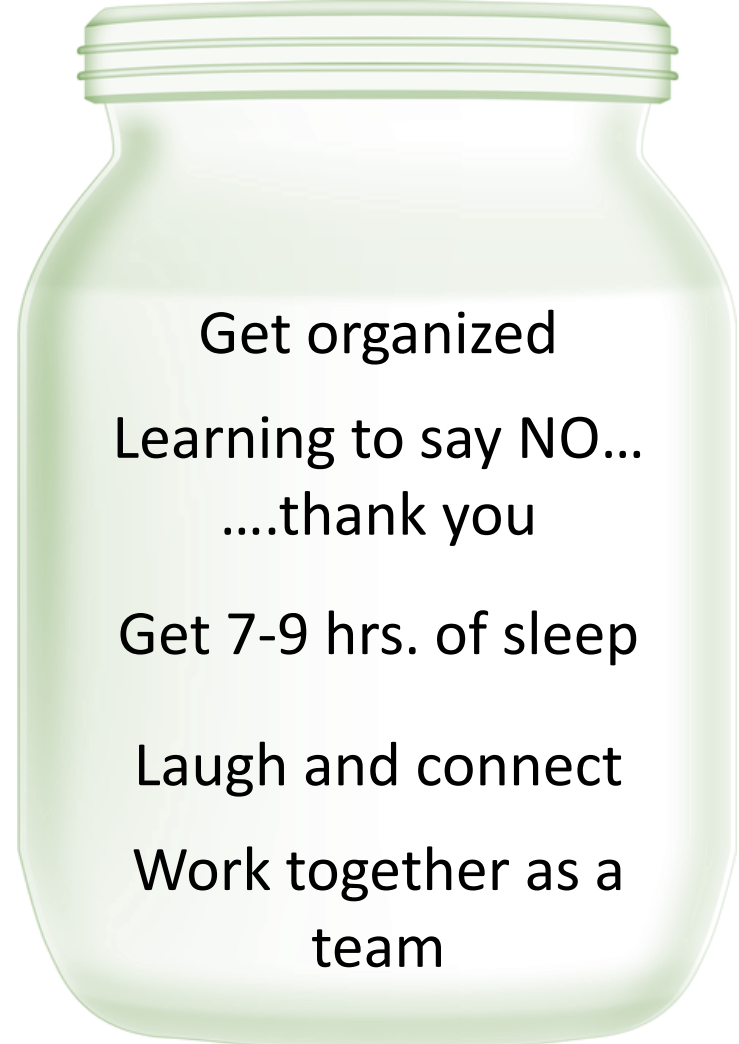 Get organized
Learning to say NO…
….thank you
Get 7-9 hrs. of sleep
Laugh and connect
Work together as a
team